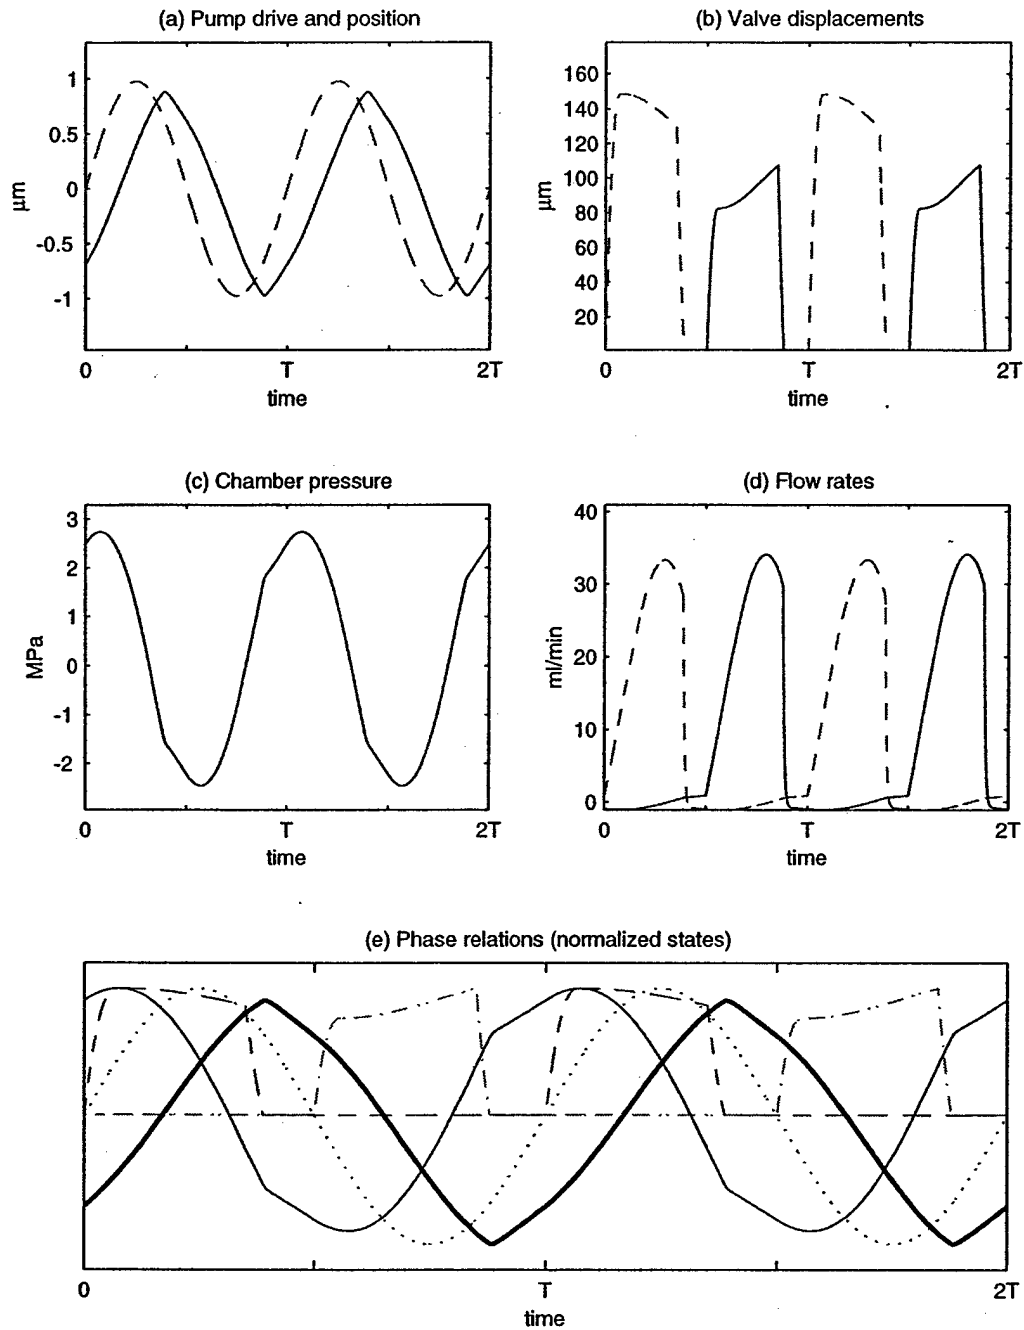 (a) Pump drive and position
(b) Valve displacements
1
0.5
0
-0.5
-1
μm
0
T
2T
time
160
140
120
100
80
60
40
20
μm
0
T
2T
time
(c) Chamber pressure
(d) Flow rates
3
2
1
0
-1
-2
MPa
0
T
2T
time
40
30
20
10
0
ml/min
0
T
2T
time
(e) Phase relations (normalized states)
0
T
2T
time